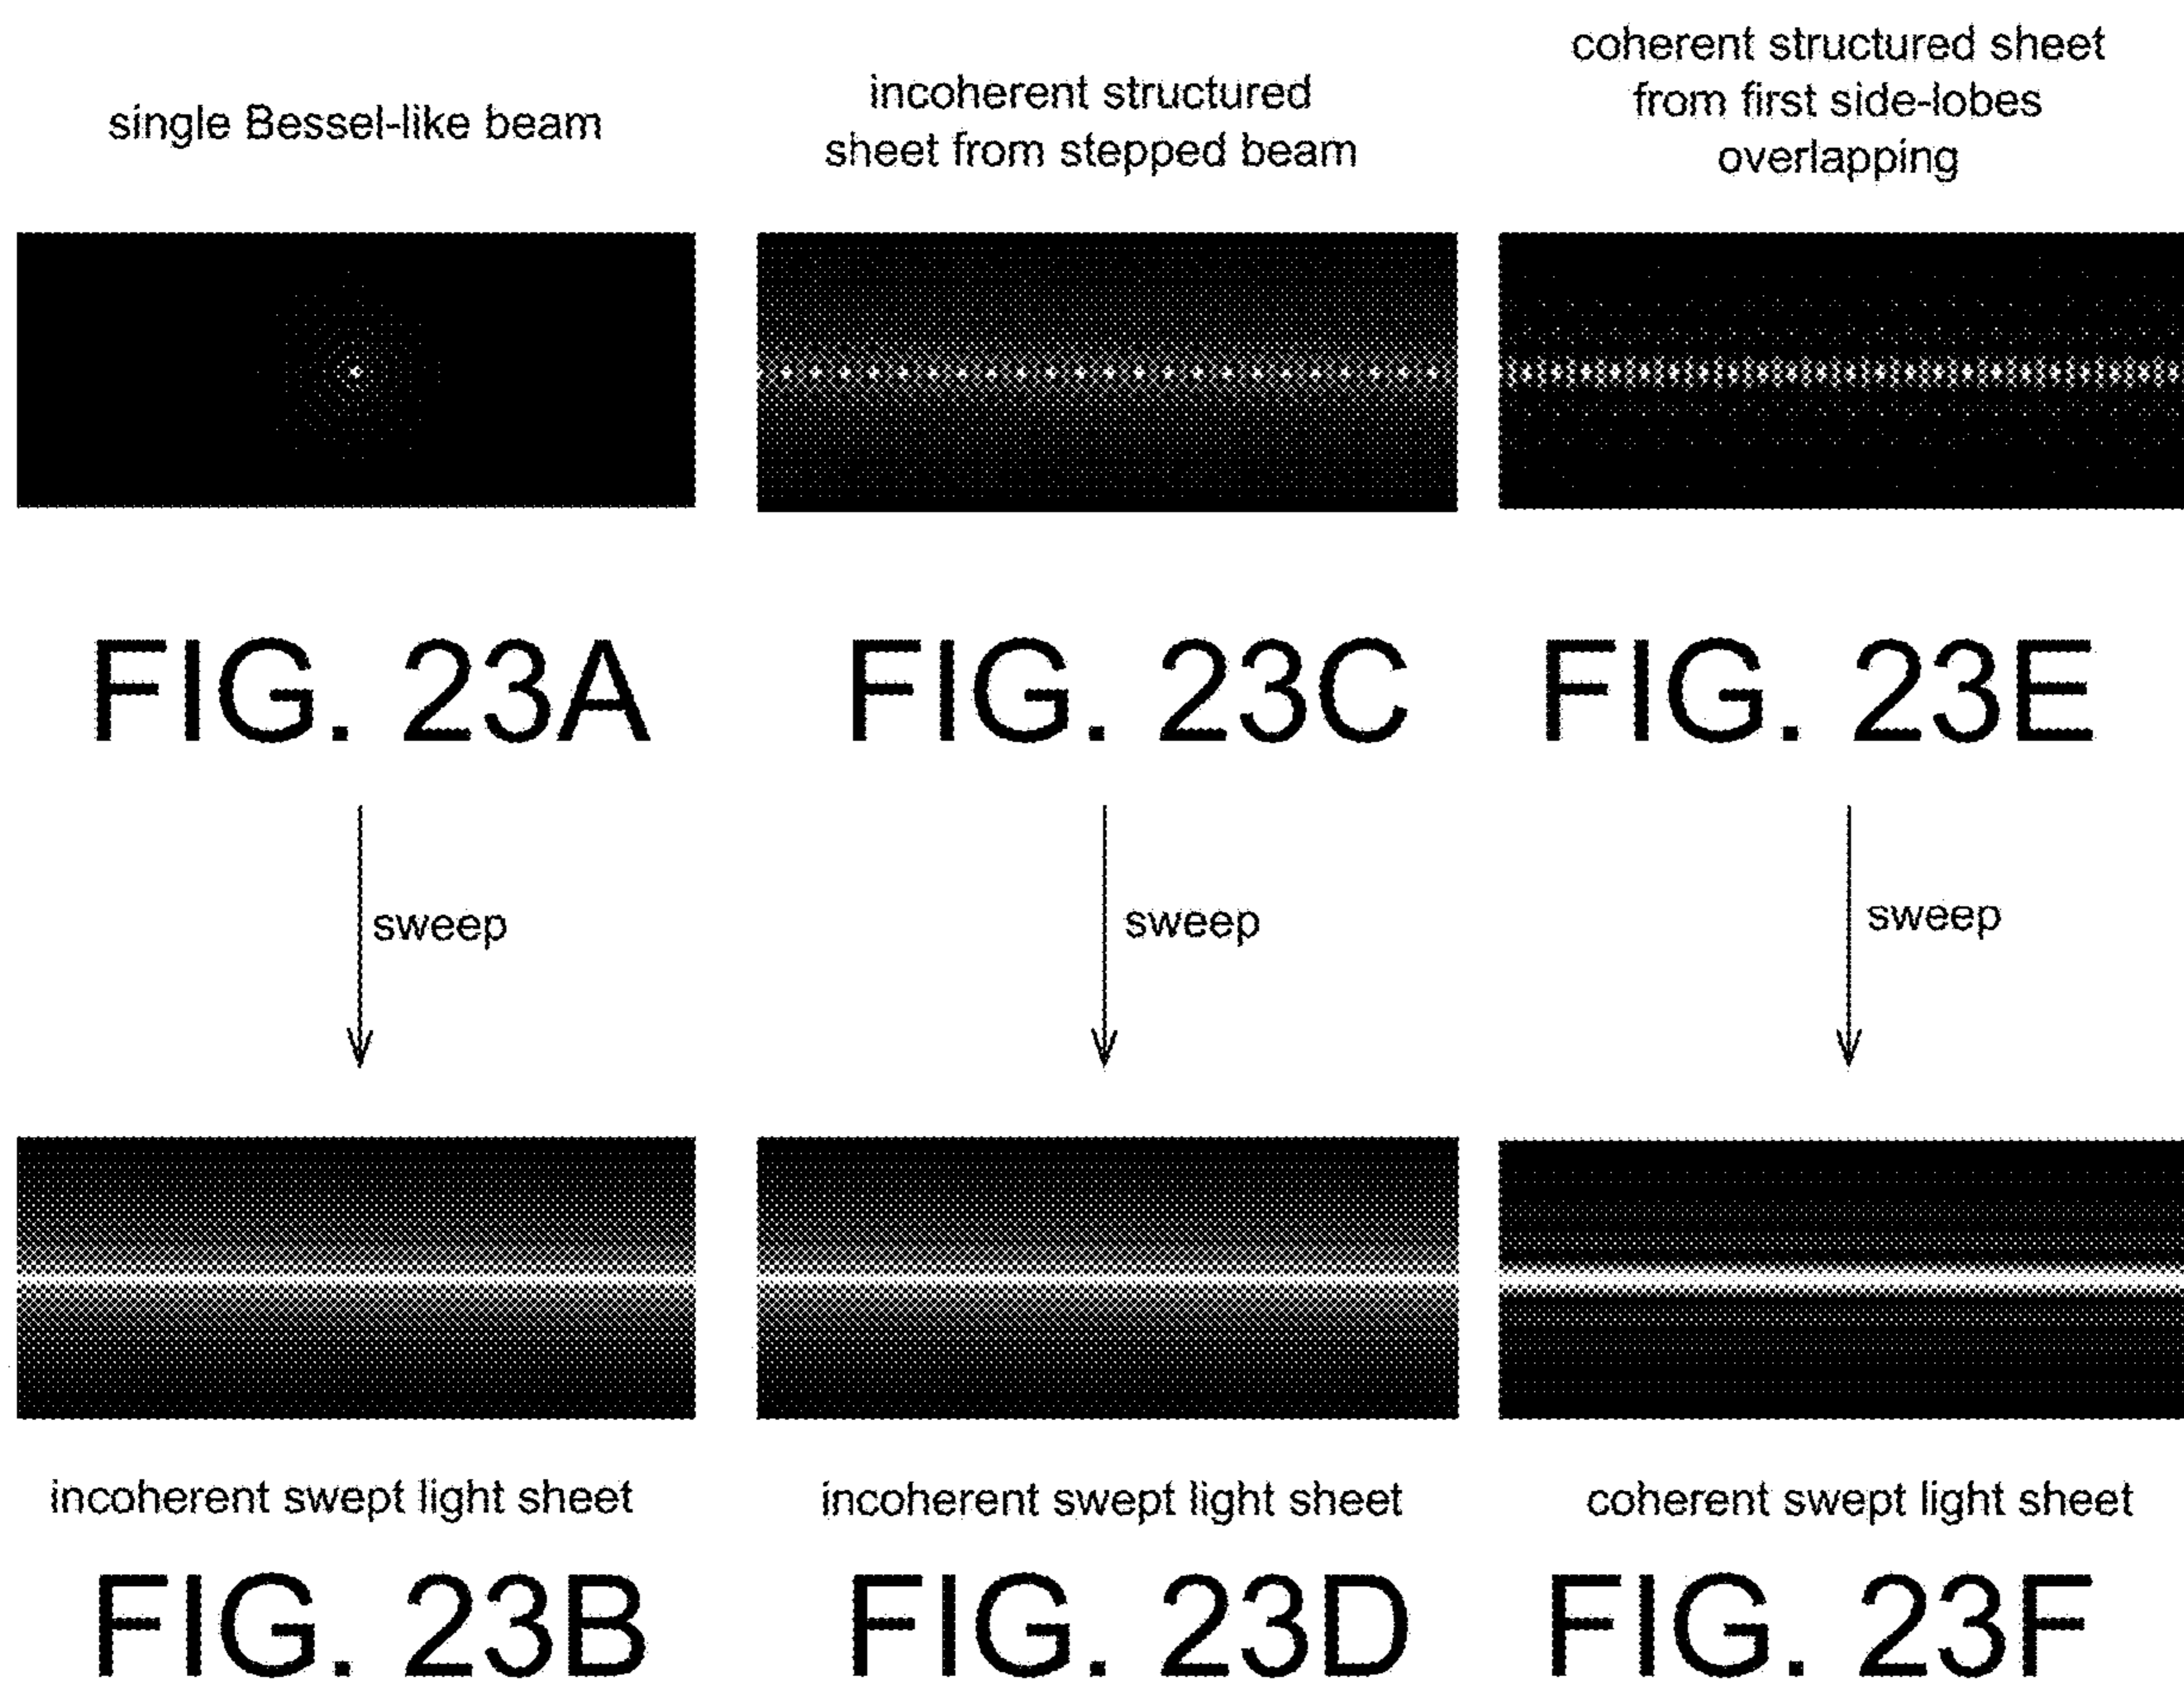 single Bessel-like beam
incoherent structured
sheet from stepped beam
coherent structured sheet
from first side-lobes
overlapping
FIG. 23A
FIG. 23C
FIG. 23E
sweep
sweep
sweep
incoherent swept light sheet
incoherent swept light sheet
coherent swept light sheet
FIG. 23B
FIG. 23D
FIG. 23F